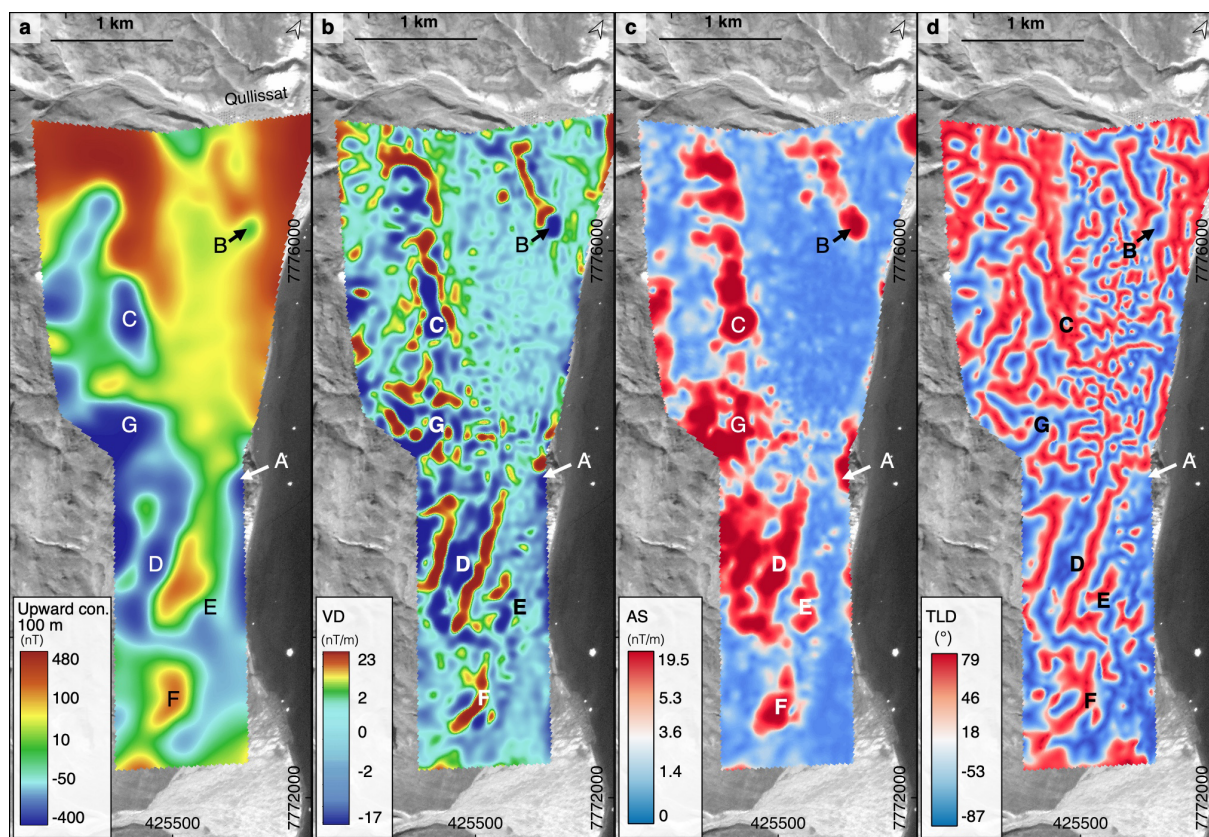 a
1 km
Qullissat
B
C
G
A
D
E
F
Upward con.
100 m
(nT)
480
100
10
-50
-400
7776000
7772000
425500
b
1 km
B
C
G
A
D
E
F
VD
(nT/m)
23
2
0
-2
-17
7776000
7772000
425500
c
1 km
B
C
G
A
D
E
F
AS
(nT/m)
19.5
5.3
3.6
1.4
0
7776000
7772000
425500
d
1 km
B
C
G
A
D
E
F
TLD
(°)
79
46
18
-53
-87
7776000
7772000
425500